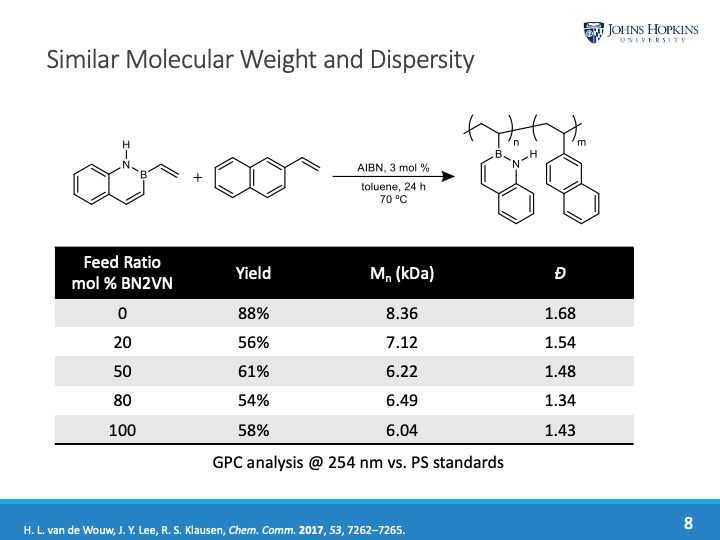 JOHNS HOPKINS
UNIVERSITY
Similar Molecular Weight and Dispersity
H
N
B
+
AIBN, 3 mol %
toluene, 24 h
70 ºC
n
m
B
N
H
Feed Ratio
mol % BN2VN
Yield
Mn (kDa)
Đ
0 88% 8.36 1.68
20 56% 7.12 1.54
50 61% 6.22 1.48
80 54% 6.49 1.34
100 58% 6.04 1.43
GPC analysis @ 254 nm vs. PS standards
H. L. van de Wouw, J. Y. Lee, R. S. Klausen, Chem. Comm. 2017, 53, 7262–7265.
8